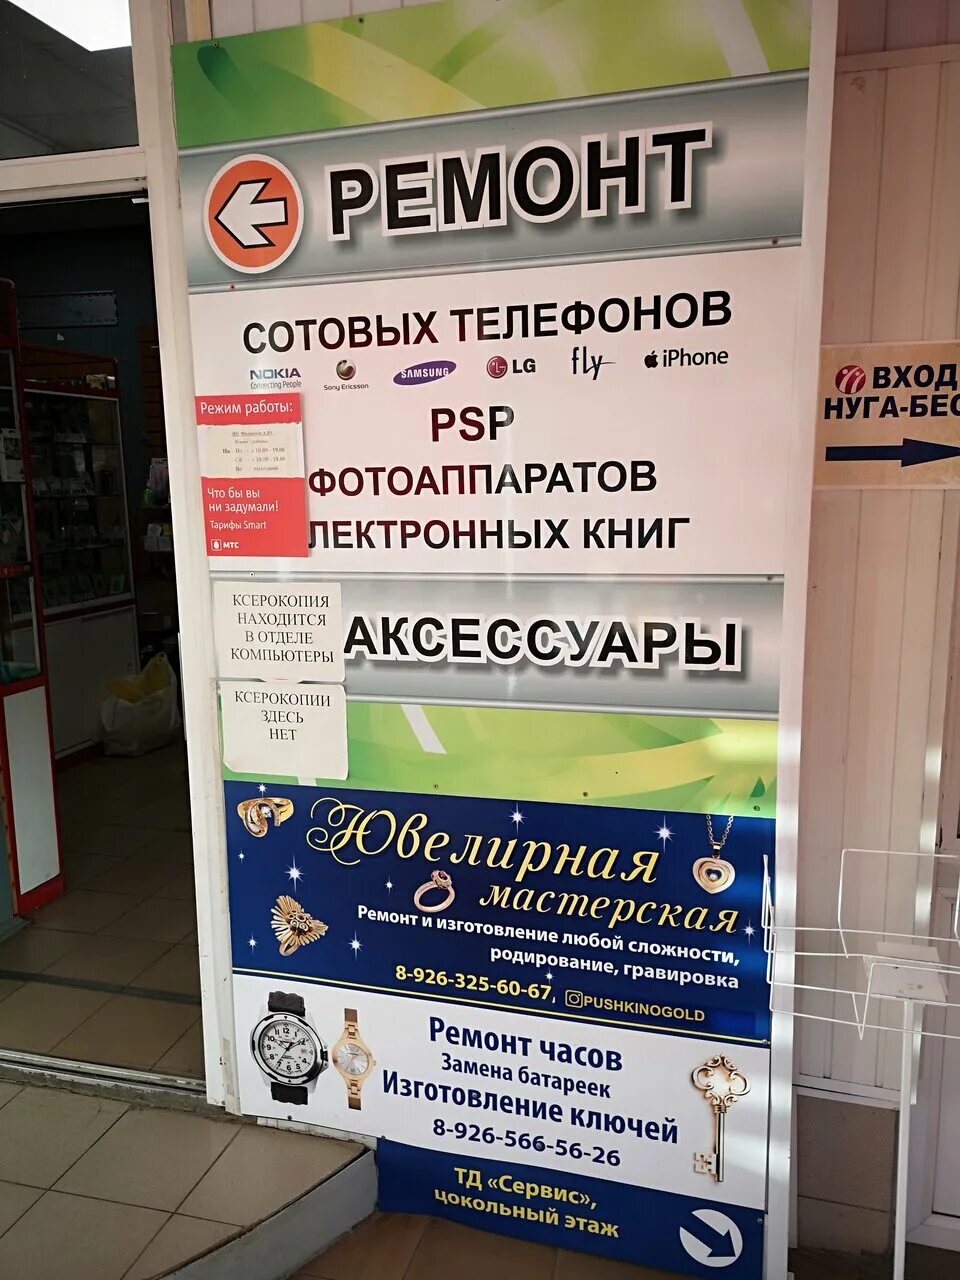 РЕМОНТ
СОТОВЫХ ТЕЛЕФОНОВ
NOKIA
Connecting People
Sony Ericsson
SAMSUNG
LG
fly
iPhone
PSP
ФОТОАППАРАТОВ
ЛЕКТРОННЫХ КНИГ
Режим работы:
Что бы вы
ни задумали!
Тарифы Smart
МТС
КСЕРОКОПИЯ
НАХОДИТСЯ
В ОТДЕЛЕ
КОМПЬЮТЕРЫ
АКСЕССУАРЫ
КСЕРОКОПИИ
ЗДЕСЬ
НЕТ
Ювелирная
мастерская
Ремонт и изготовление любой сложности,
родирование, гравировка
8-926-325-60-67,
PUSHKINOGOLD
Ремонт часов
Замена батареек
Изготовление ключей
8-926-566-56-26
ТД «Сервис»,
цокольный этаж
ВХОД
НУГА-БЕС